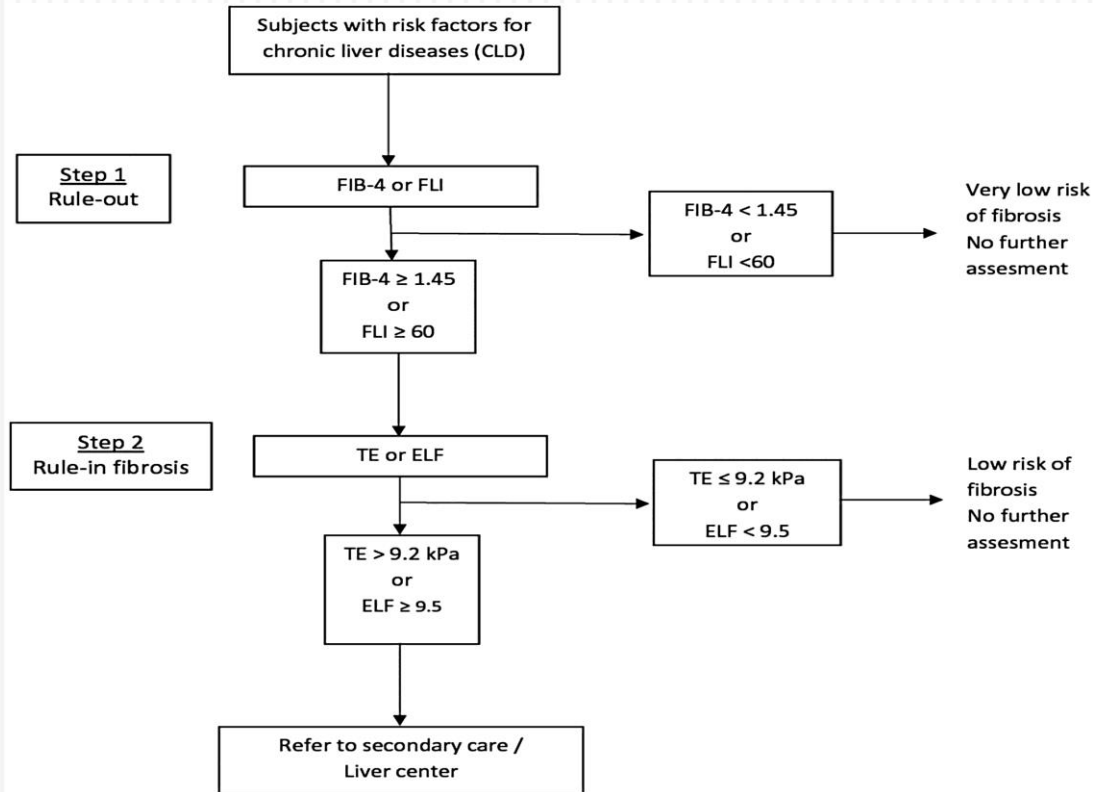 Subjects with risk factors for
chronic liver diseases (CLD)
Step 1
Rule-out
FIB-4 or FLI
FIB-4 < 1.45
or
FLI <60
Very low risk
of fibrosis
No further
assesment
FIB-4 ≥ 1.45
or
FLI ≥ 60
Step 2
Rule-in fibrosis
TE or ELF
TE ≤ 9.2 kPa
or
ELF < 9.5
Low risk of
fibrosis
No further
assesment
TE > 9.2 kPa
or
ELF ≥ 9.5
Refer to secondary care /
Liver center